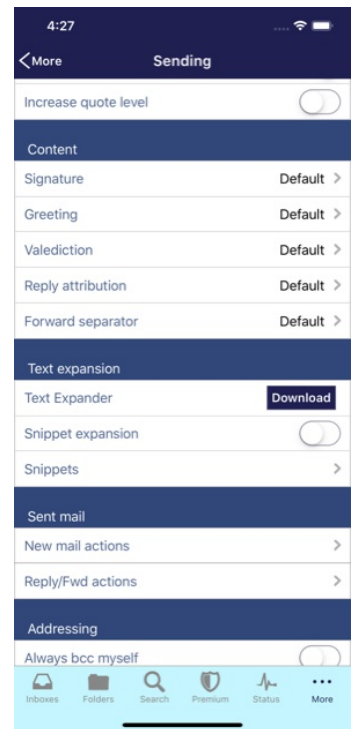 4:27
More
Sending
Increase quote level
Content
Signature Default
Greeting Default
Valediction Default
Reply attribution Default
Forward separator Default
Text expansion
Text Expander Download
Snippet expansion
Snippets
Sent mail
New mail actions
Reply/Fwd actions
Addressing
Always bcc myself
Inboxes Folders Search Premium Status More